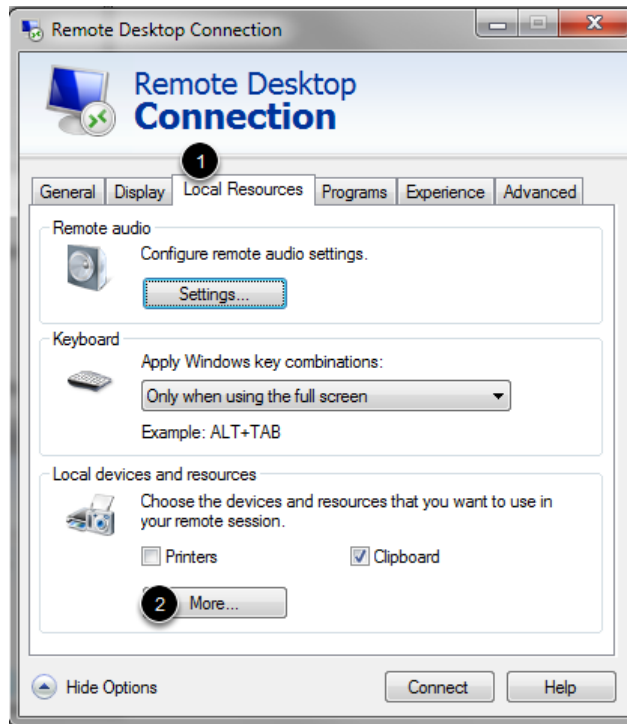 Remote Desktop Connection
Remote Desktop
Connection
1
General Display Local Resources Programs Experience Advanced
Remote audio
Configure remote audio settings.
Settings...
Keyboard
Apply Windows key combinations:
Only when using the full screen
Example: ALT+TAB
Local devices and resources
Choose the devices and resources that you want to use in
your remote session.
Printers Clipboard
2 More...
Hide Options Connect Help